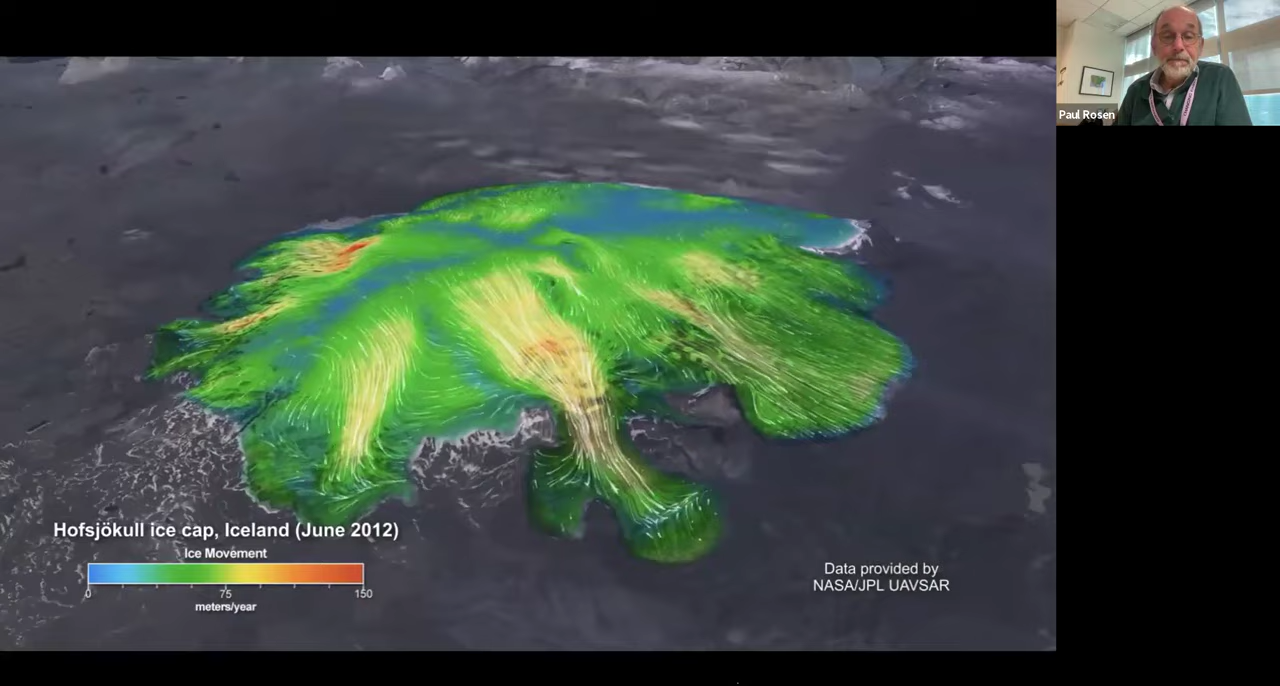 Paul Rosen
Hofsjökull ice cap, Iceland (June 2012)
Ice Movement
0 75 150
meters/year
Data provided by
NASA/JPL UAVSAR